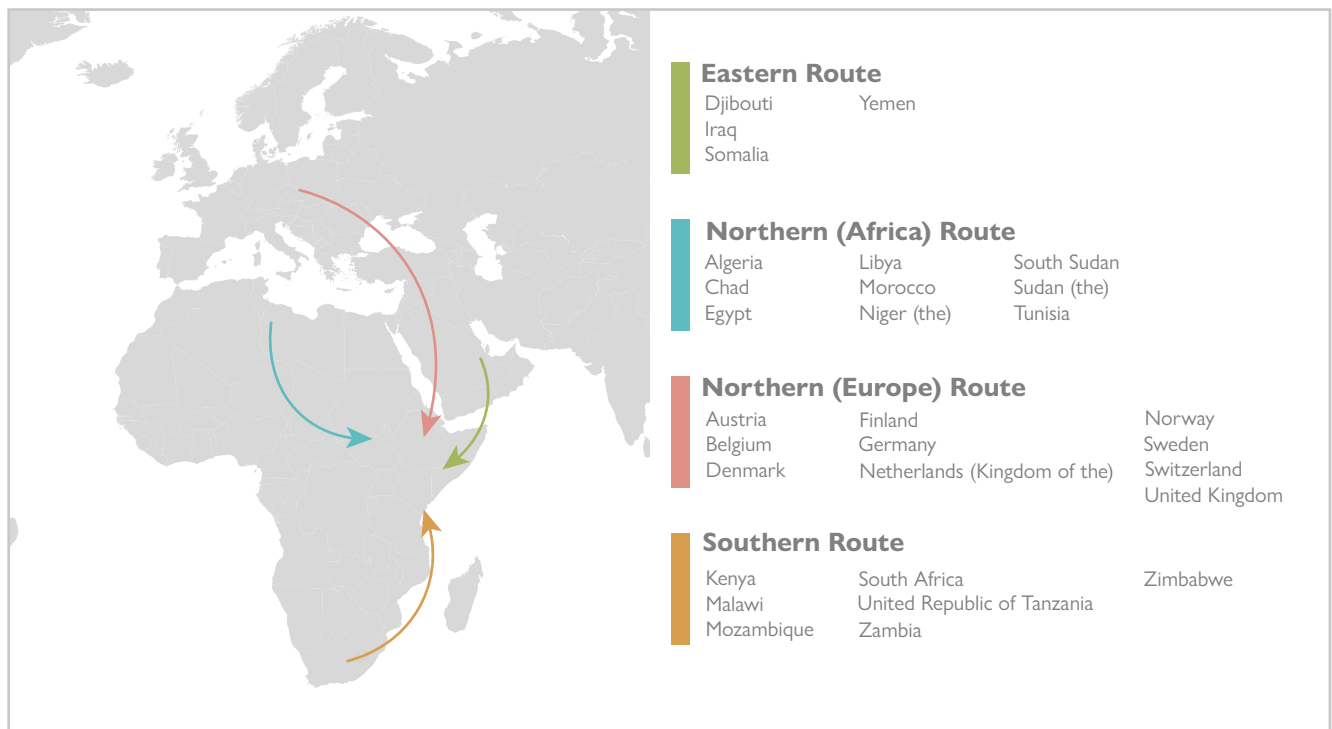 Eastern Route
Djibouti Yemen
Iraq
Somalia
Northern (Africa) Route
Algeria Libya South Sudan
Chad Morocco Sudan (the)
Egypt Niger (the) Tunisia
Northern (Europe) Route
Austria Finland Norway
Belgium Germany Sweden
Denmark Netherlands (Kingdom of the) Switzerland
United Kingdom
Southern Route
Kenya South Africa Zimbabwe
Malawi United Republic of Tanzania
Mozambique Zambia